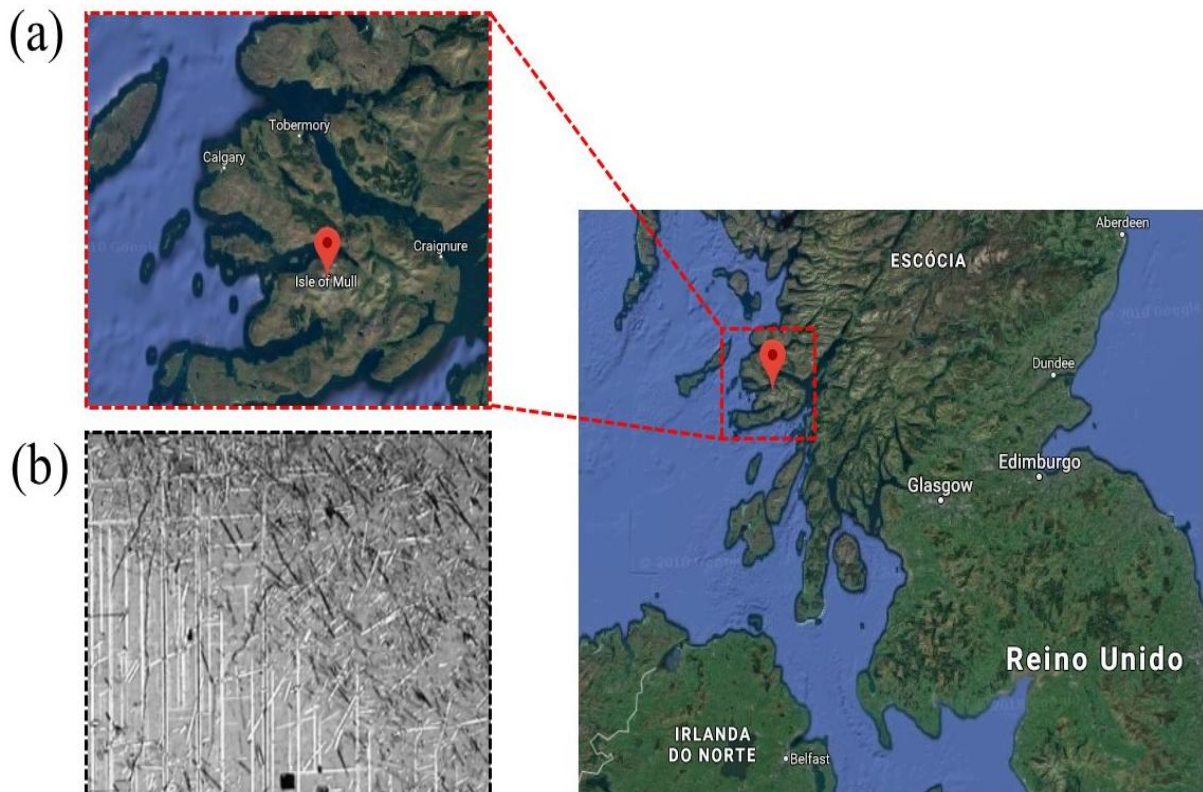 (a)
Tobermory
Calgary
Craignure
Isle of Mull
Aberdeen
ESCÓCIA
Dundee
Edimburgo
Glasgow
Reino Unido
IRLANDA
DO NORTE
Belfast
(b)